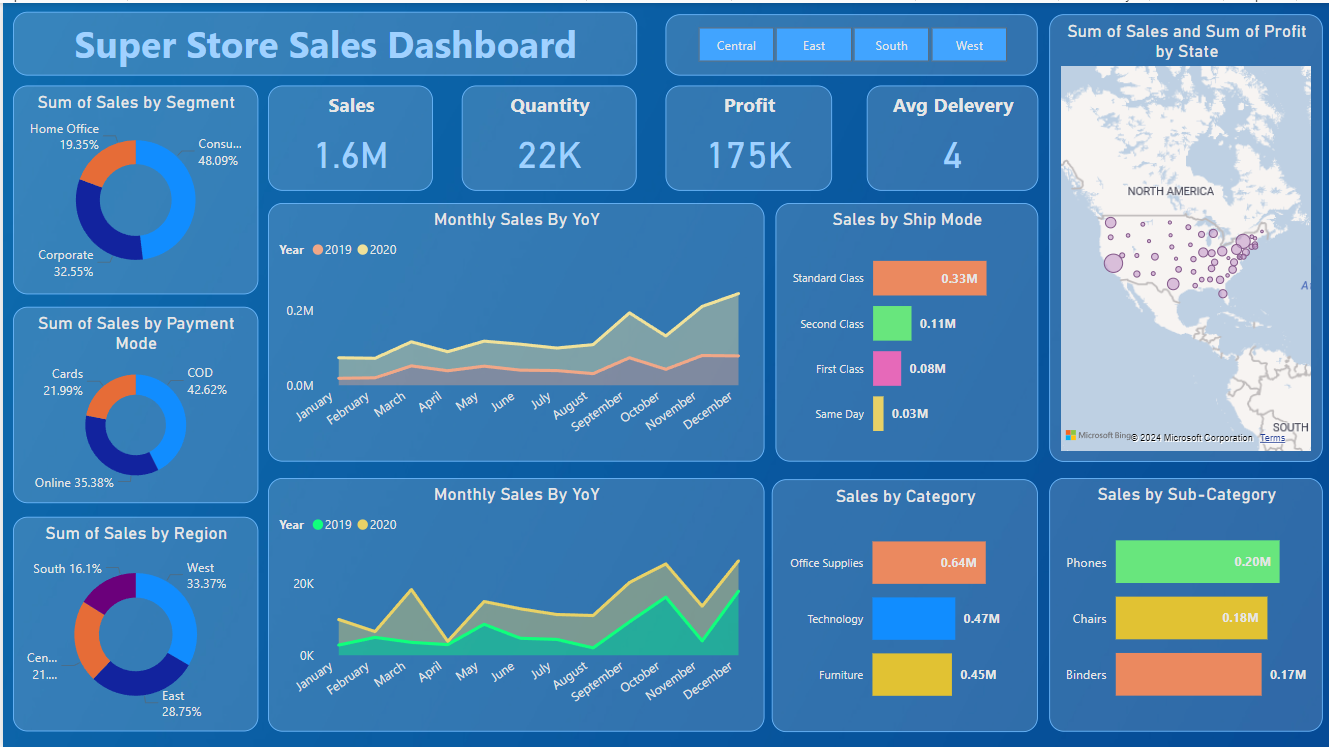 Super Store Sales Dashboard
Central
East
South
West
Sum of Sales and Sum of Profit
by State
Sum of Sales by Segment
Home Office
19.35%
Consu...
48.09%
Corporate
32.55%
Sales
1.6M
Quantity
22K
Profit
175K
Avg Delevery
4
NORTH AMERICA
SOUTH
Microsoft Bing
© 2024 Microsoft Corporation Terms
Monthly Sales By YoY
Year 2019 2020
0.2M
0.0M
January
February
March
April
May
June
July
August
September
October
November
December
Sales by Ship Mode
Standard Class 0.33M
Second Class 0.11M
First Class 0.08M
Same Day 0.03M
Sum of Sales by Payment
Mode
Cards
21.99%
COD
42.62%
Online 35.38%
Sum of Sales by Region
South 16.1%
West
33.37%
Cen...
21....
East
28.75%
Monthly Sales By YoY
Year 2019 2020
20K
0K
January
February
March
April
May
June
July
August
September
October
November
December
Sales by Category
Office Supplies 0.64M
Technology 0.47M
Furniture 0.45M
Sales by Sub-Category
Phones 0.20M
Chairs 0.18M
Binders 0.17M